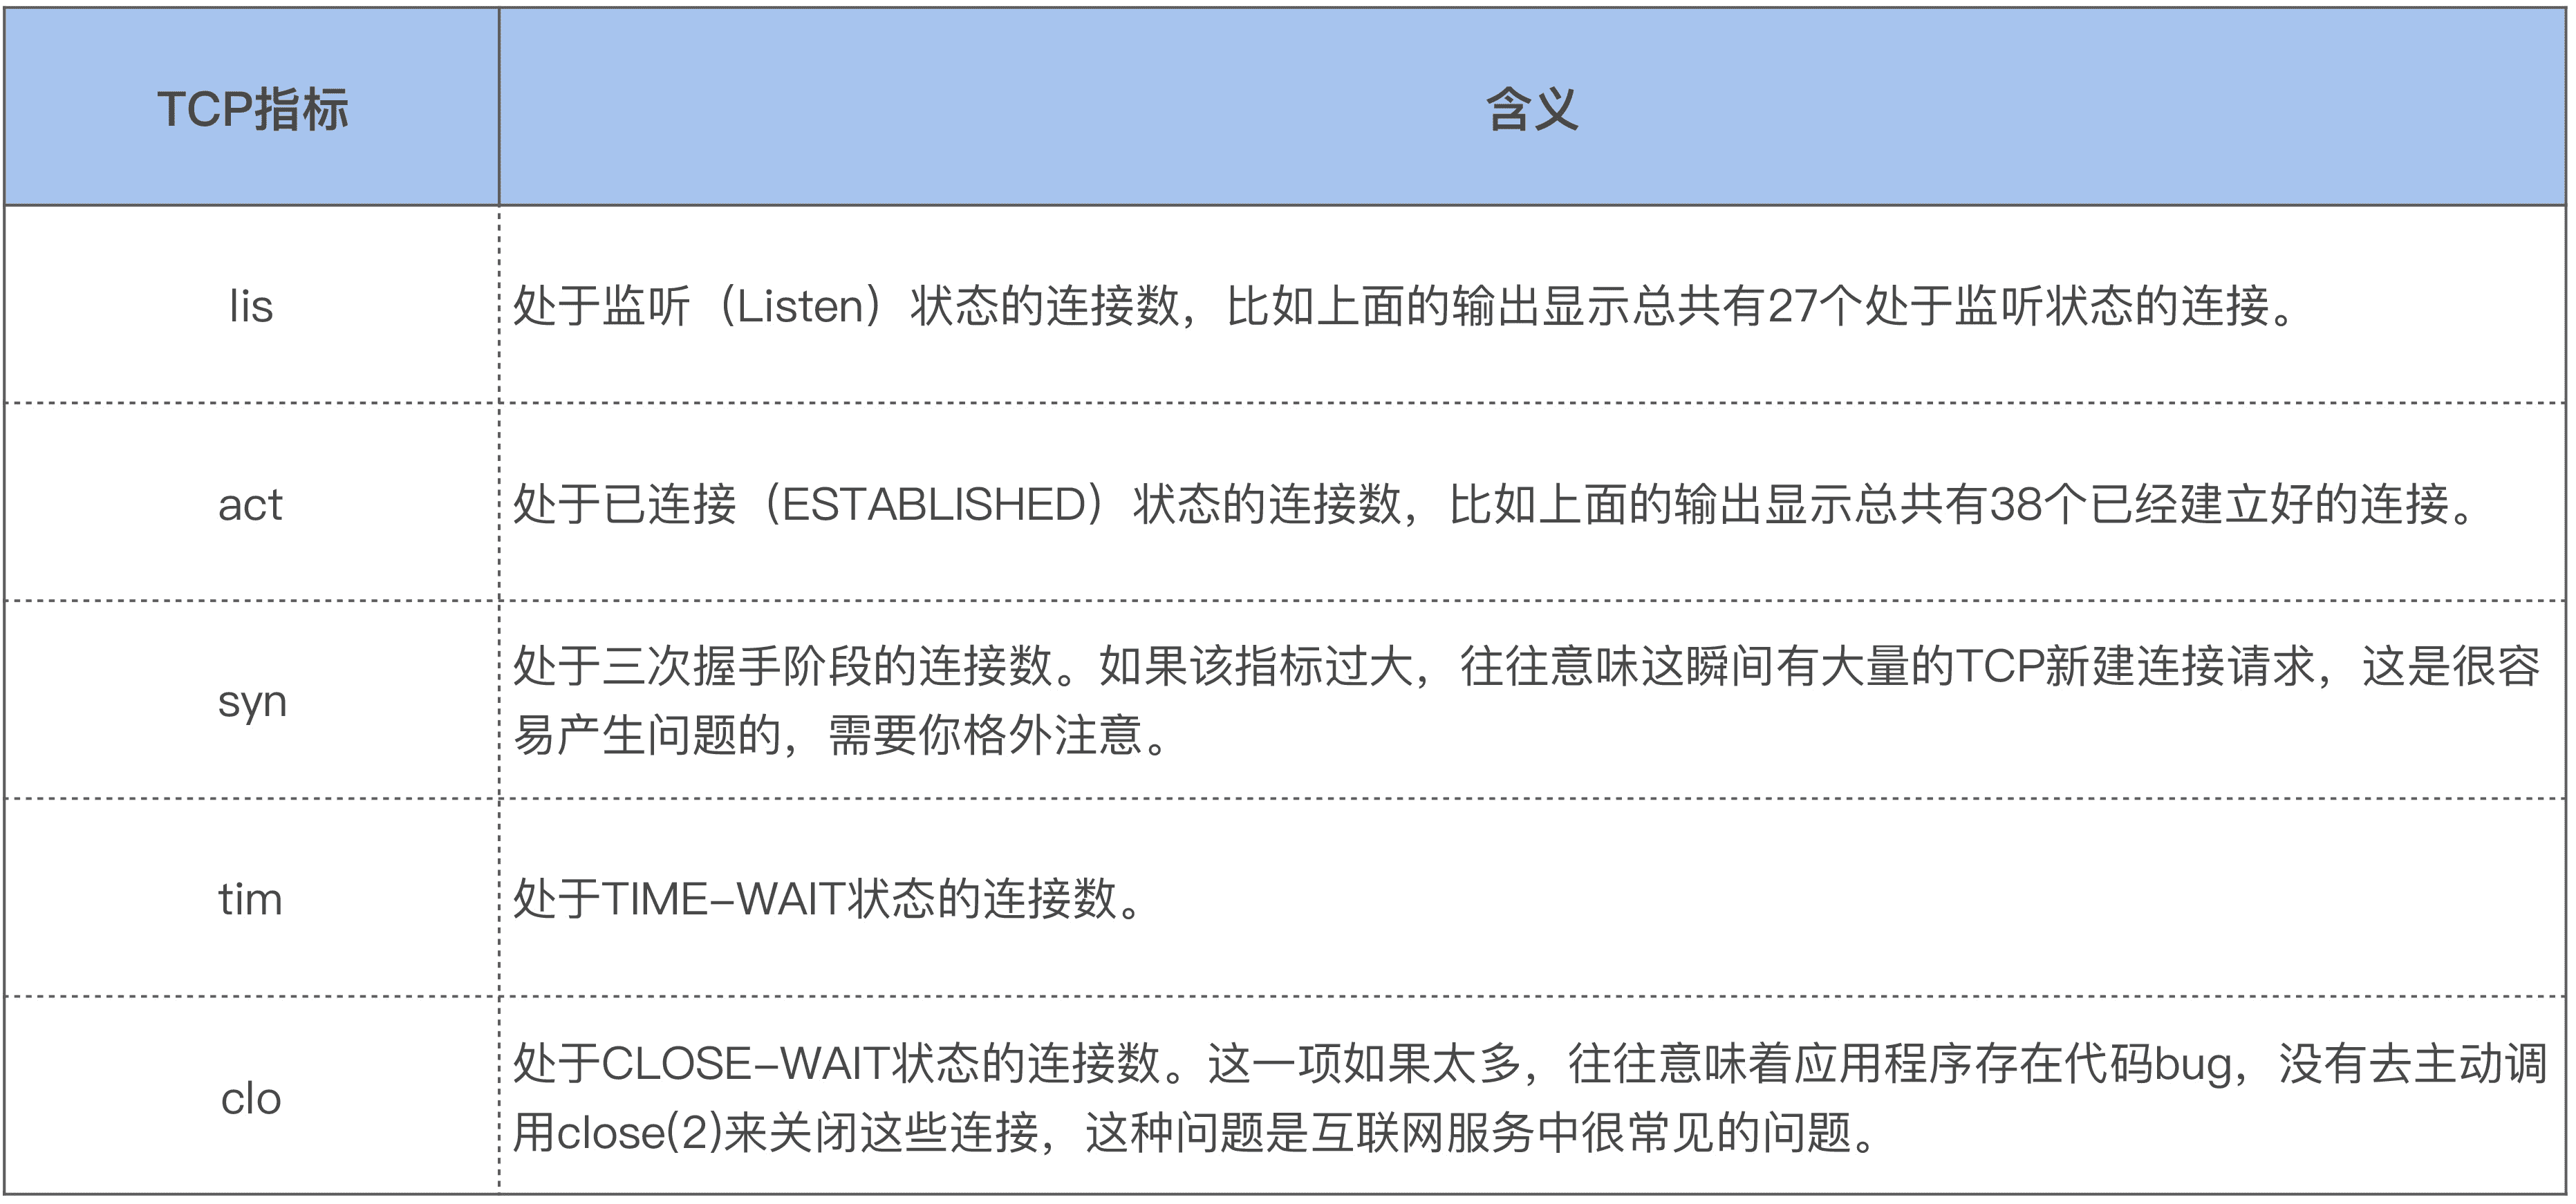 TCP指标
含义
lis
处于监听（Listen）状态的连接数，比如上面的输出显示总共有27个处于监听状态的连接。
act
处于已连接（ESTABLISHED）状态的连接数，比如上面的输出显示总共有38个已经建立好的连接。
syn
处于三次握手阶段的连接数。如果该指标过大，往往意味这瞬间有大量的TCP新建连接请求，这是很容
易产生问题的，需要你格外注意。
tim
处于TIME-WAIT状态的连接数。
clo
处于CLOSE-WAIT状态的连接数。这一项如果太多，往往意味着应用程序存在代码bug，没有去主动调
用close(2)来关闭这些连接，这种问题是互联网服务中很常见的问题。